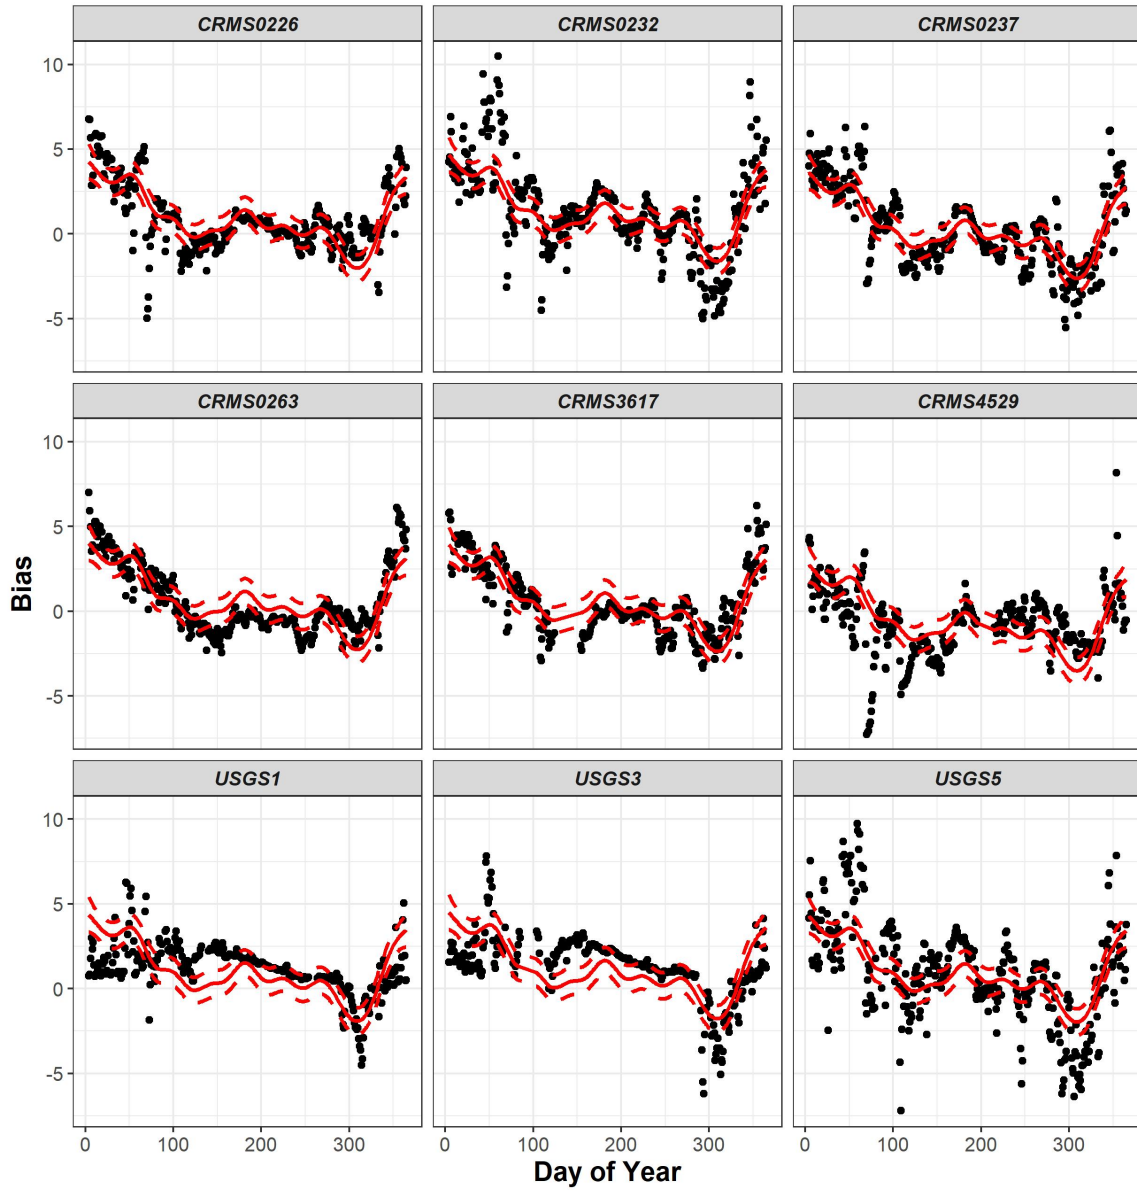 CRMS0226 CRMS0232 CRMS0237
10
5
0
-5
CRMS0263 CRMS3617 CRMS4529
10
5
0
-5
Bias
USGS1 USGS3 USGS5
10
5
0
-5
0 100 200 300 0 100 200 300 0 100 200 300
Day of Year